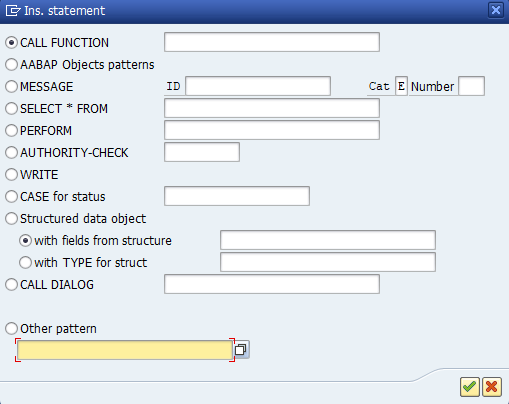 Ins. statement
CALL FUNCTION
AABAP Objects patterns
MESSAGE ID Cat E Number
SELECT * FROM
PERFORM
AUTHORITY-CHECK
WRITE
CASE for status
Structured data object
with fields from structure
with TYPE for struct
CALL DIALOG
Other pattern